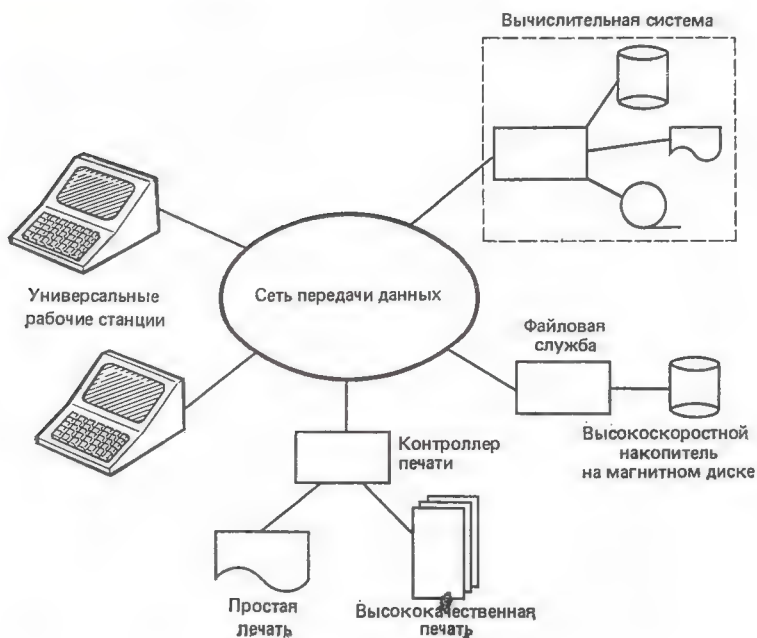 Вычислительная система
Универсальные
рабочие станции
Сеть передачи данных
Файловая
служба
Высокоскоростной
накопитель
на магнитном диске
Контроллер
печати
Простая
лечать
Высококачественная
печать